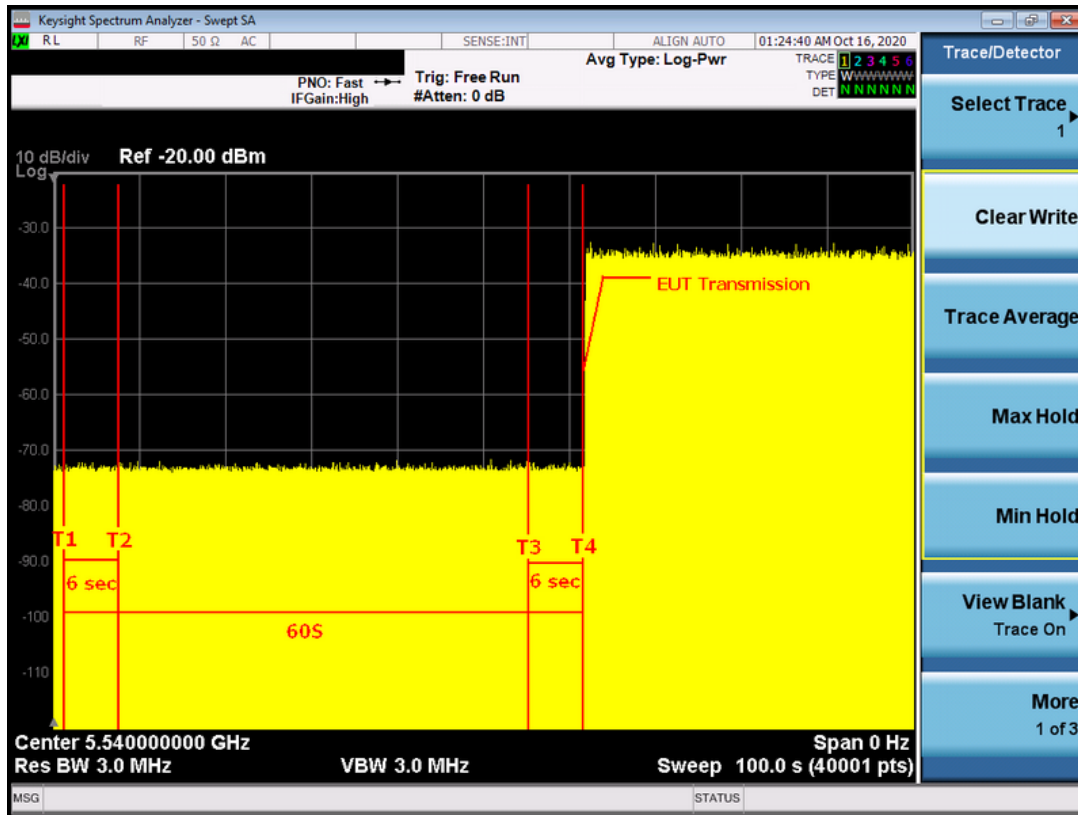 Keysight Spectrum Analyzer - Swept SA
LXI RL RF 50 Ω AC SENSE:INT ALIGN AUTO 01:24:40 AM Oct 16, 2020
PNO: Fast
IFGain:High
Trig: Free Run
#Atten: 0 dB
Avg Type: Log-Pwr
TRACE 1 2 3 4 5 6
TYPE WWWWWW
DET N N N N N N
10 dB/div Ref -20.00 dBm
Log
-30.0
-40.0
-50.0
-60.0
-70.0
-80.0
-90.0
-100
-110
EUT Transmission
T1 T2 T3 T4
6 sec 6 sec
60S
Center 5.540000000 GHz Span 0 Hz
Res BW 3.0 MHz VBW 3.0 MHz Sweep 100.0 s (40001 pts)
MSG STATUS
Trace/Detector
Select Trace
1
Clear Write
Trace Average
Max Hold
Min Hold
View Blank
Trace On
More
1 of 3